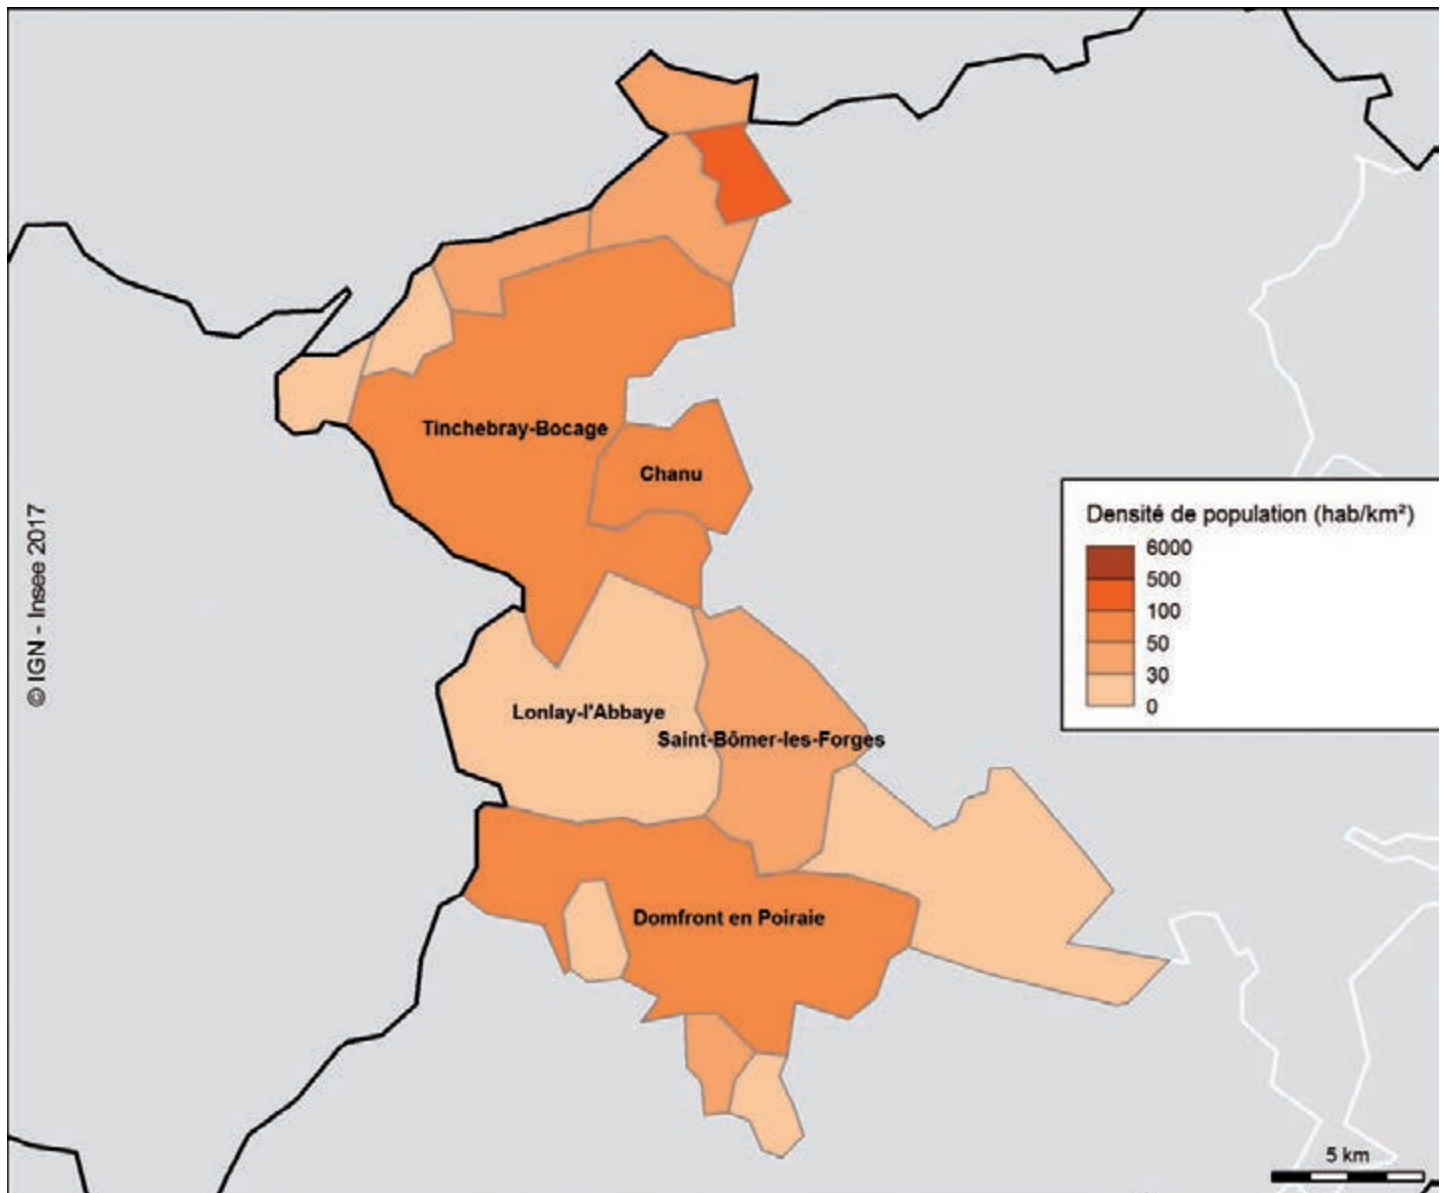 Tinchebray-Bocage
Chanu
Densité de population (hab/km²)
6000
500
100
50
30
0
© IGN - Insee 2017
Lonlay-l'Abbaye
Saint-Bômer-les-Forges
Domfront en Poiraie
5 km